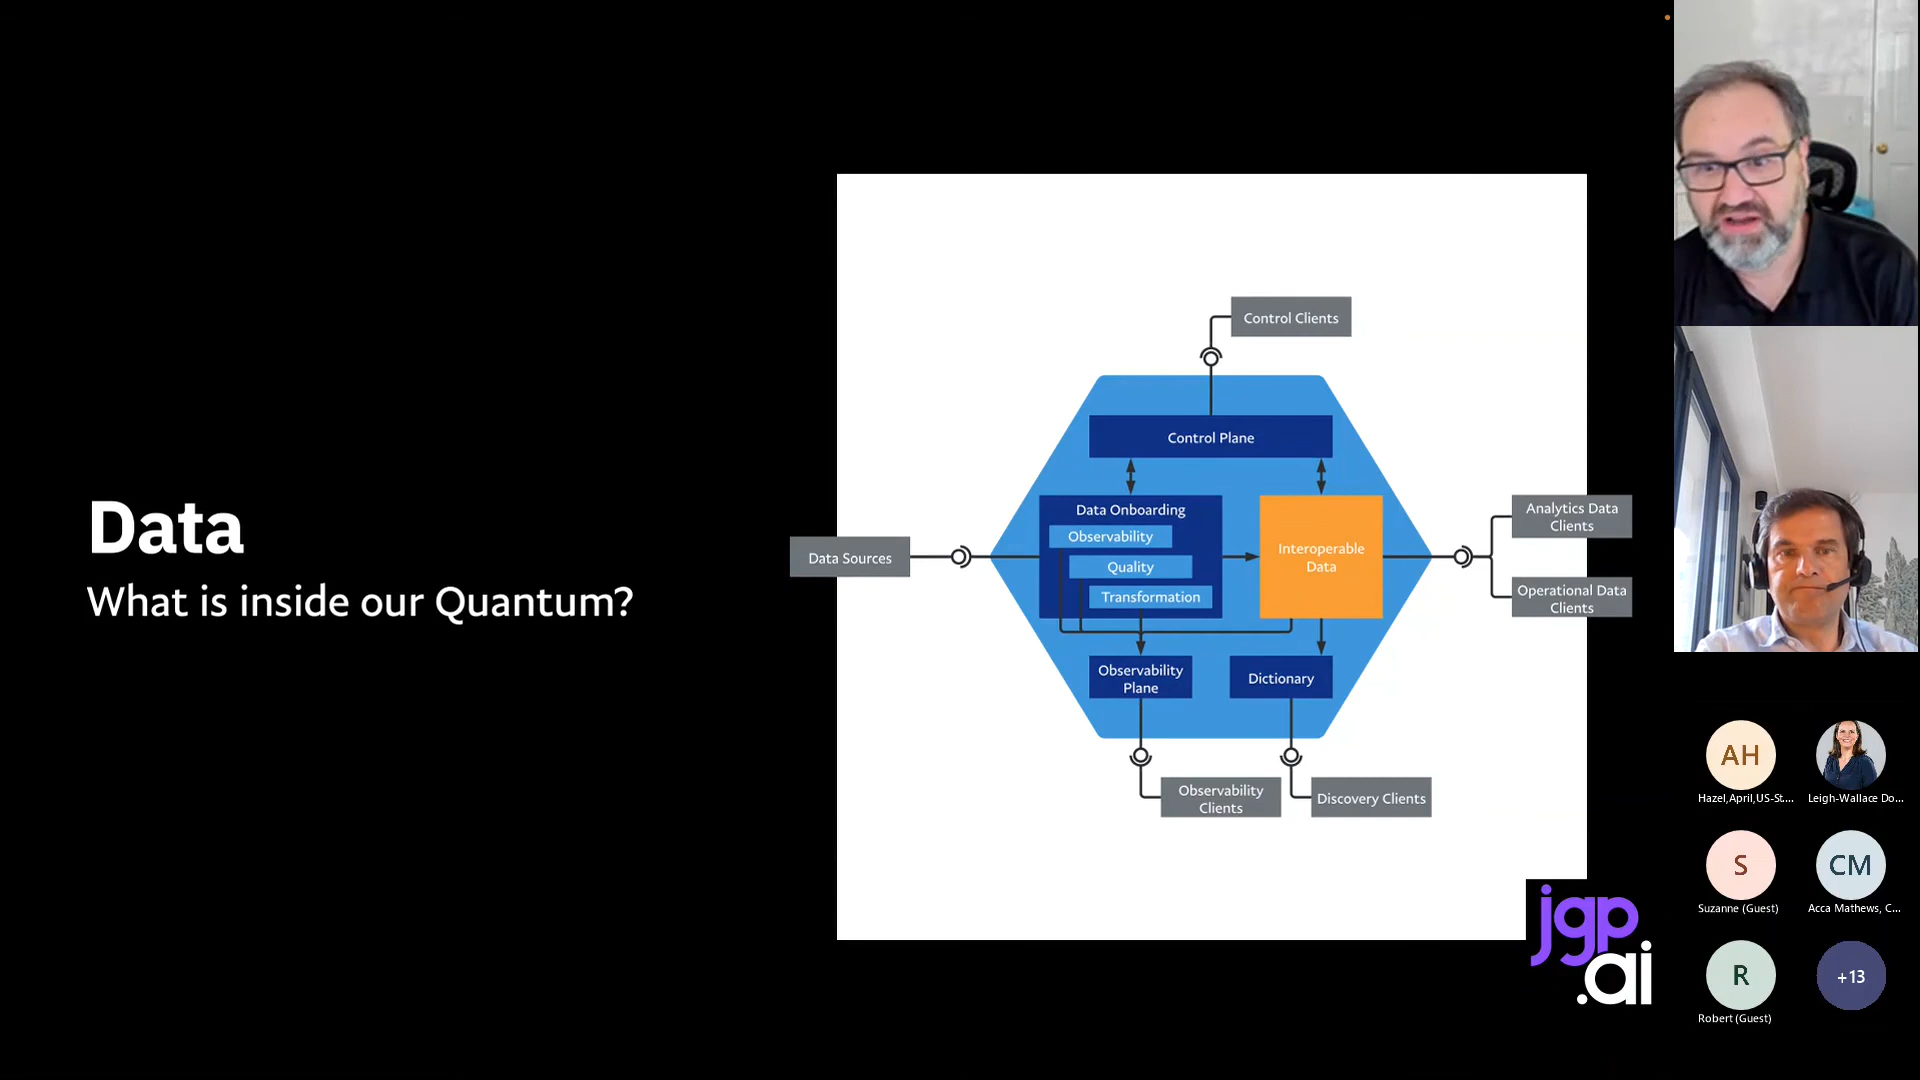 Data
What is inside our Quantum?
Control Clients
Control Plane
Data Onboarding
Observability
Quality
Transformation
Interoperable
Data
Data Sources
Analytics Data
Clients
Operational Data
Clients
Observability
Plane
Dictionary
Observability
Clients
Discovery Clients
jgp
.ai
AH
Hazel,April,US-St...
Leigh-Wallace Do...
S
Suzanne (Guest)
CM
Acca Mathews, C...
R
Robert (Guest)
+13